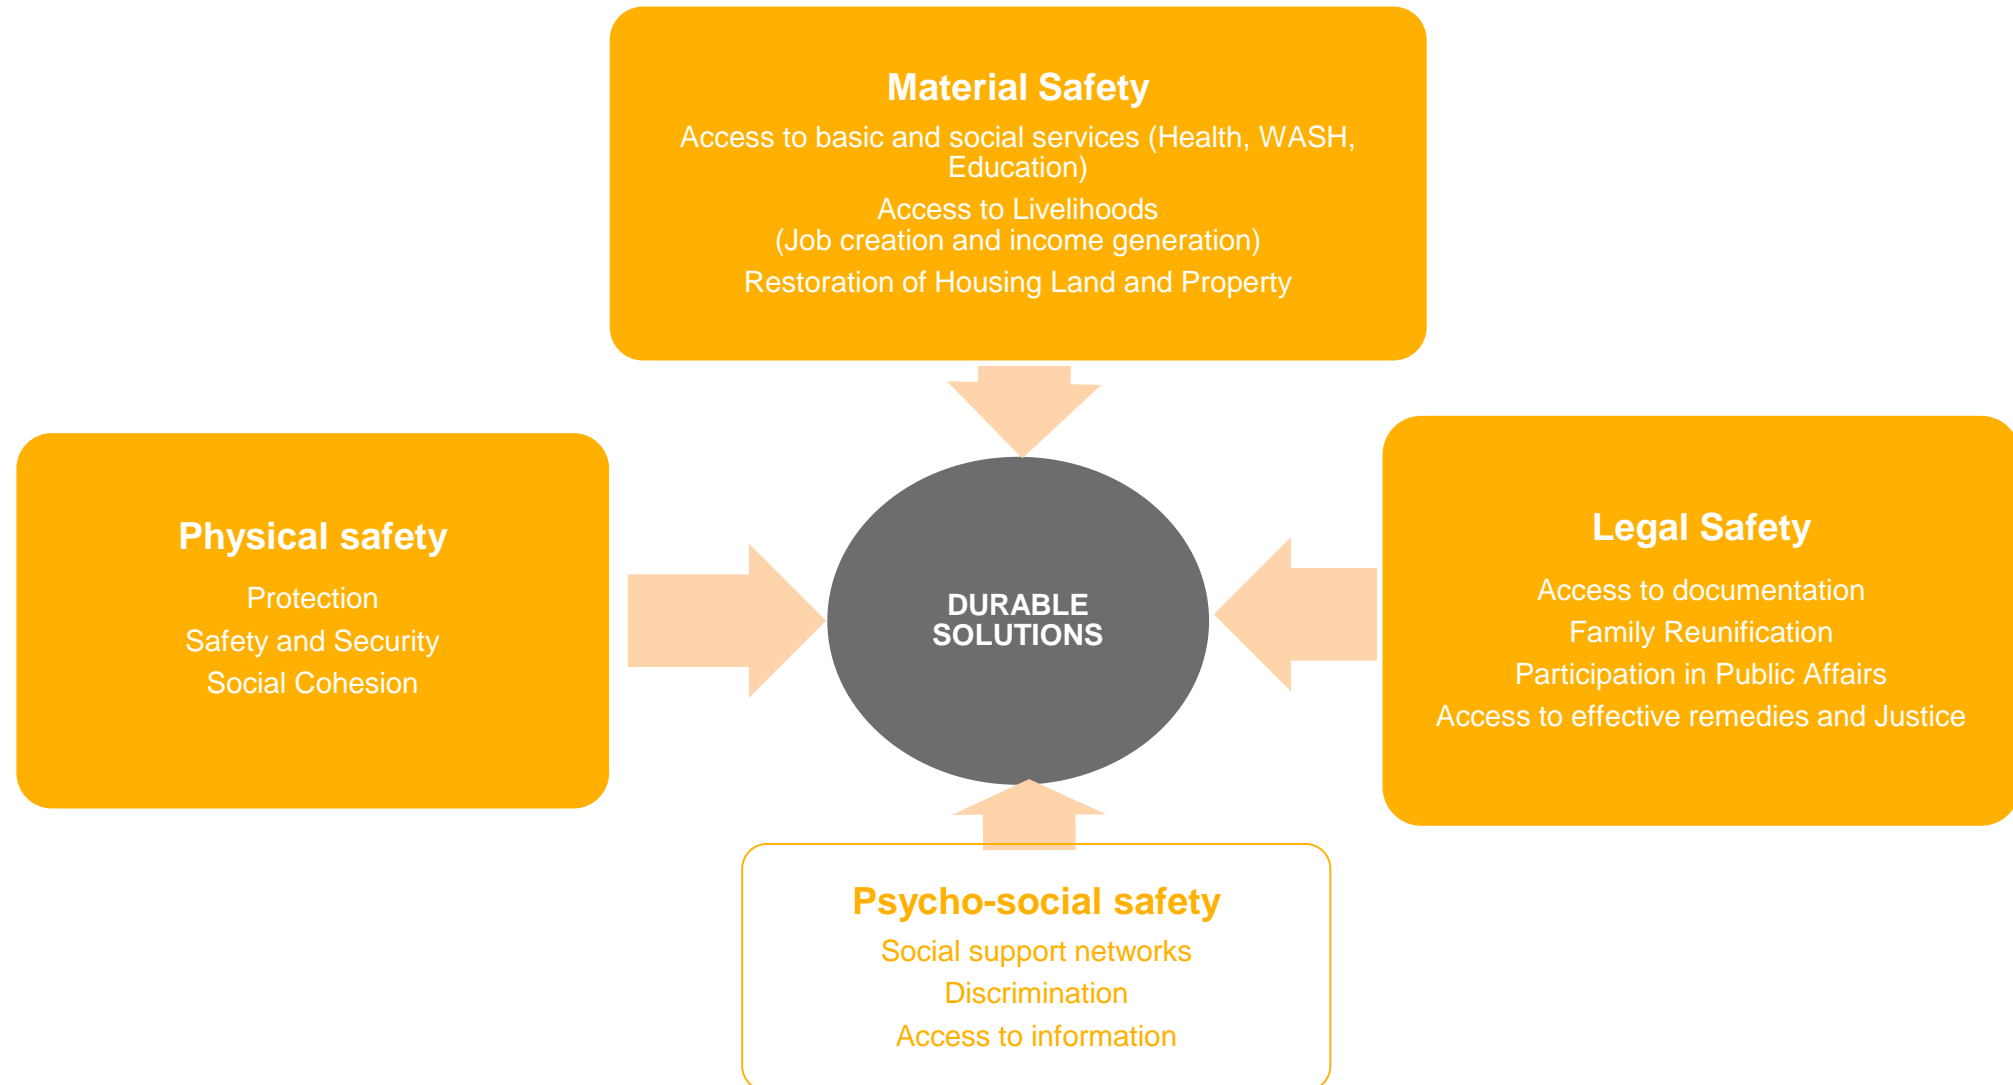 Material Safety
Access to basic and social services (Health, WASH,
Education)
Access to Livelihoods
(Job creation and income generation)
Restoration of Housing Land and Property
Physical safety
Protection
Safety and Security
Social Cohesion
DURABLE
SOLUTIONS
Legal Safety
Access to documentation
Family Reunification
Participation in Public Affairs
Access to effective remedies and Justice
Psycho-social safety
Social support networks
Discrimination
Access to information